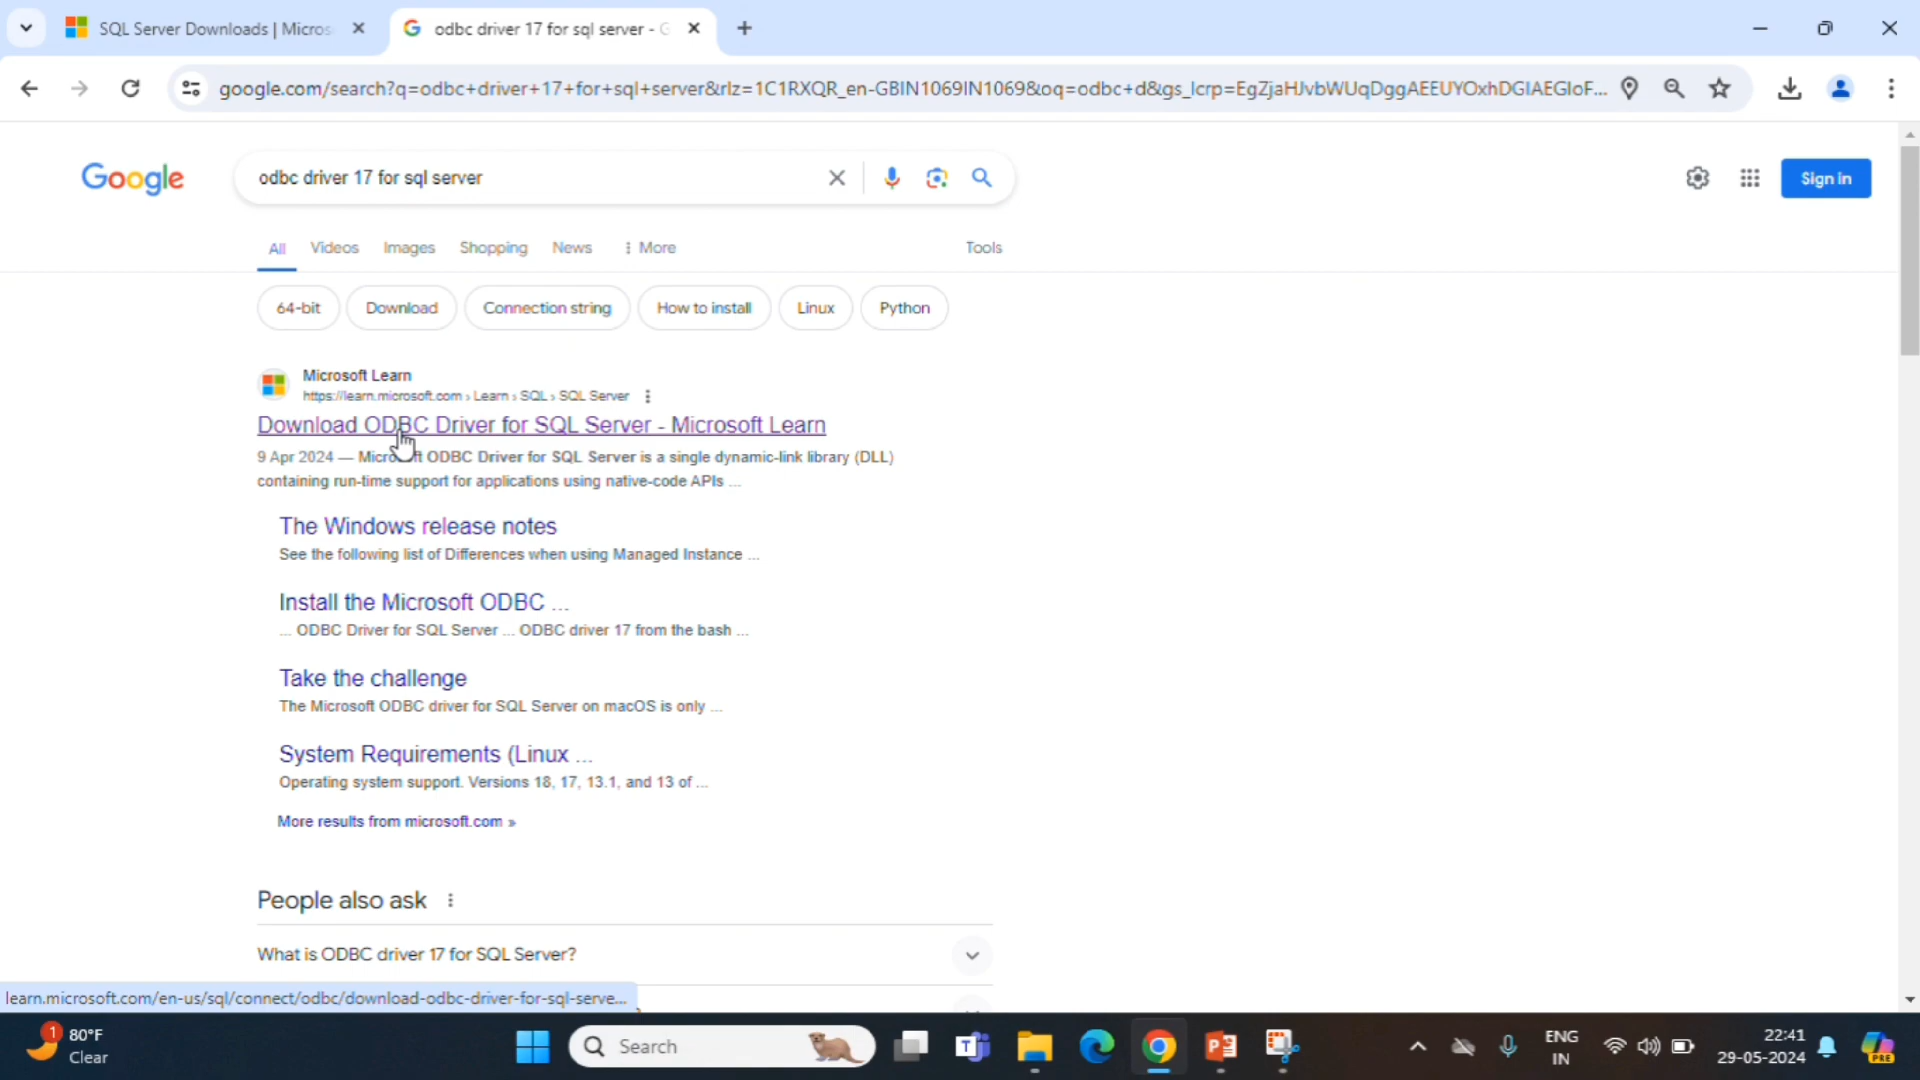 SQL Server Downloads | Micros
odbc driver 17 for sql server - G
google.com/search?q=odbc+driver+17+for+sql+server&rlz=1C1RXQR_en-GBIN1069IN1069&oq=odbc+d&gs_lcrp=EgZjaHJvbWUqDggAEEUYOxhDGIAEGIoF...
Google
odbc driver 17 for sql server
Sign in
All Videos Images Shopping News More Tools
64-bit Download Connection string How to install Linux Python
Microsoft Learn
https://learn.microsoft.com › Learn › SQL › SQL Server
Download ODBC Driver for SQL Server - Microsoft Learn
9 Apr 2024 — Microsoft ODBC Driver for SQL Server is a single dynamic-link library (DLL)
containing run-time support for applications using native-code APIs ...
The Windows release notes
See the following list of Differences when using Managed Instance ...
Install the Microsoft ODBC ...
... ODBC Driver for SQL Server ... ODBC driver 17 from the bash ...
Take the challenge
The Microsoft ODBC driver for SQL Server on macOS is only ...
System Requirements (Linux ...
Operating system support. Versions 18, 17, 13.1, and 13 of ...
More results from microsoft.com »
People also ask
What is ODBC driver 17 for SQL Server?
learn.microsoft.com/en-us/sql/connect/odbc/download-odbc-driver-for-sql-serve...
1
80°F
Clear
Search
ENG
IN
22:41
29-05-2024
PRE